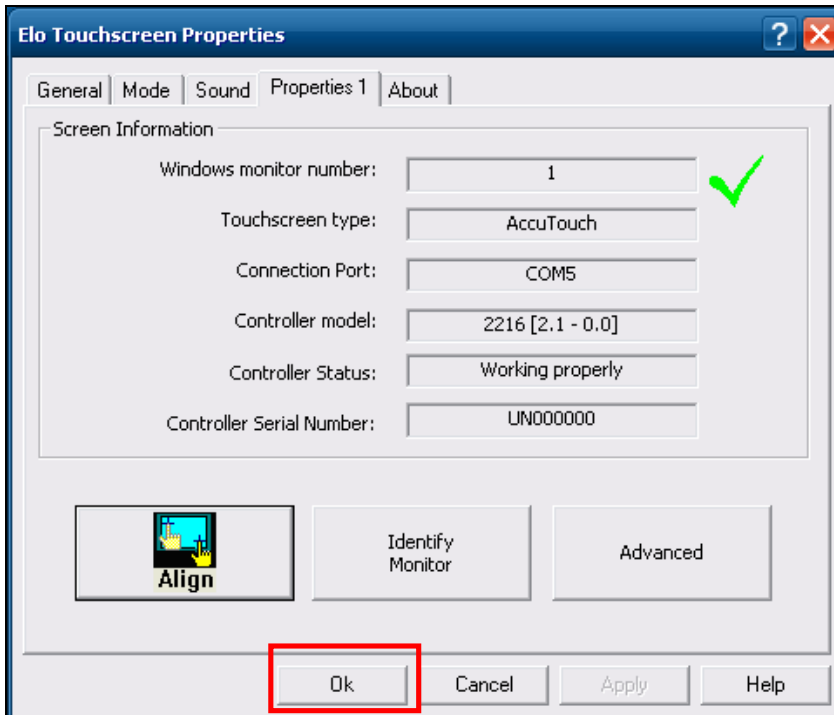 Elo Touchscreen Properties
General Mode Sound Properties 1 About
Screen Information
Windows monitor number: 1
Touchscreen type: AccuTouch
Connection Port: COM5
Controller model: 2216 [2.1 - 0.0]
Controller Status: Working properly
Controller Serial Number: UN000000
Align
Identify
Monitor
Advanced
Ok Cancel Apply Help